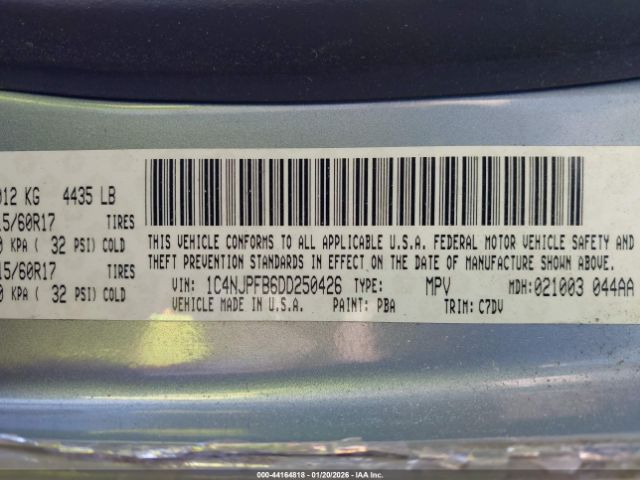 012 KG 4435 LB
15/60R17 TIRES
0 KPA ( 32 PSI) COLD
15/60R17 TIRES
0 KPA ( 32 PSI) COLD
THIS VEHICLE CONFORMS TO ALL APPLICABLE U.S.A. FEDERAL MOTOR VEHICLE SAFETY AND
THEFT PREVENTION STANDARDS IN EFFECT ON THE DATE OF MANUFACTURE SHOWN ABOVE.
VIN: 1C4NJPFB6DD250426 TYPE: MPV MDH:021003 044AA
VEHICLE MADE IN U.S.A. PAINT: PBA TRIM: C7DV
000-44164818 - 01/20/2026 - IAA Inc.